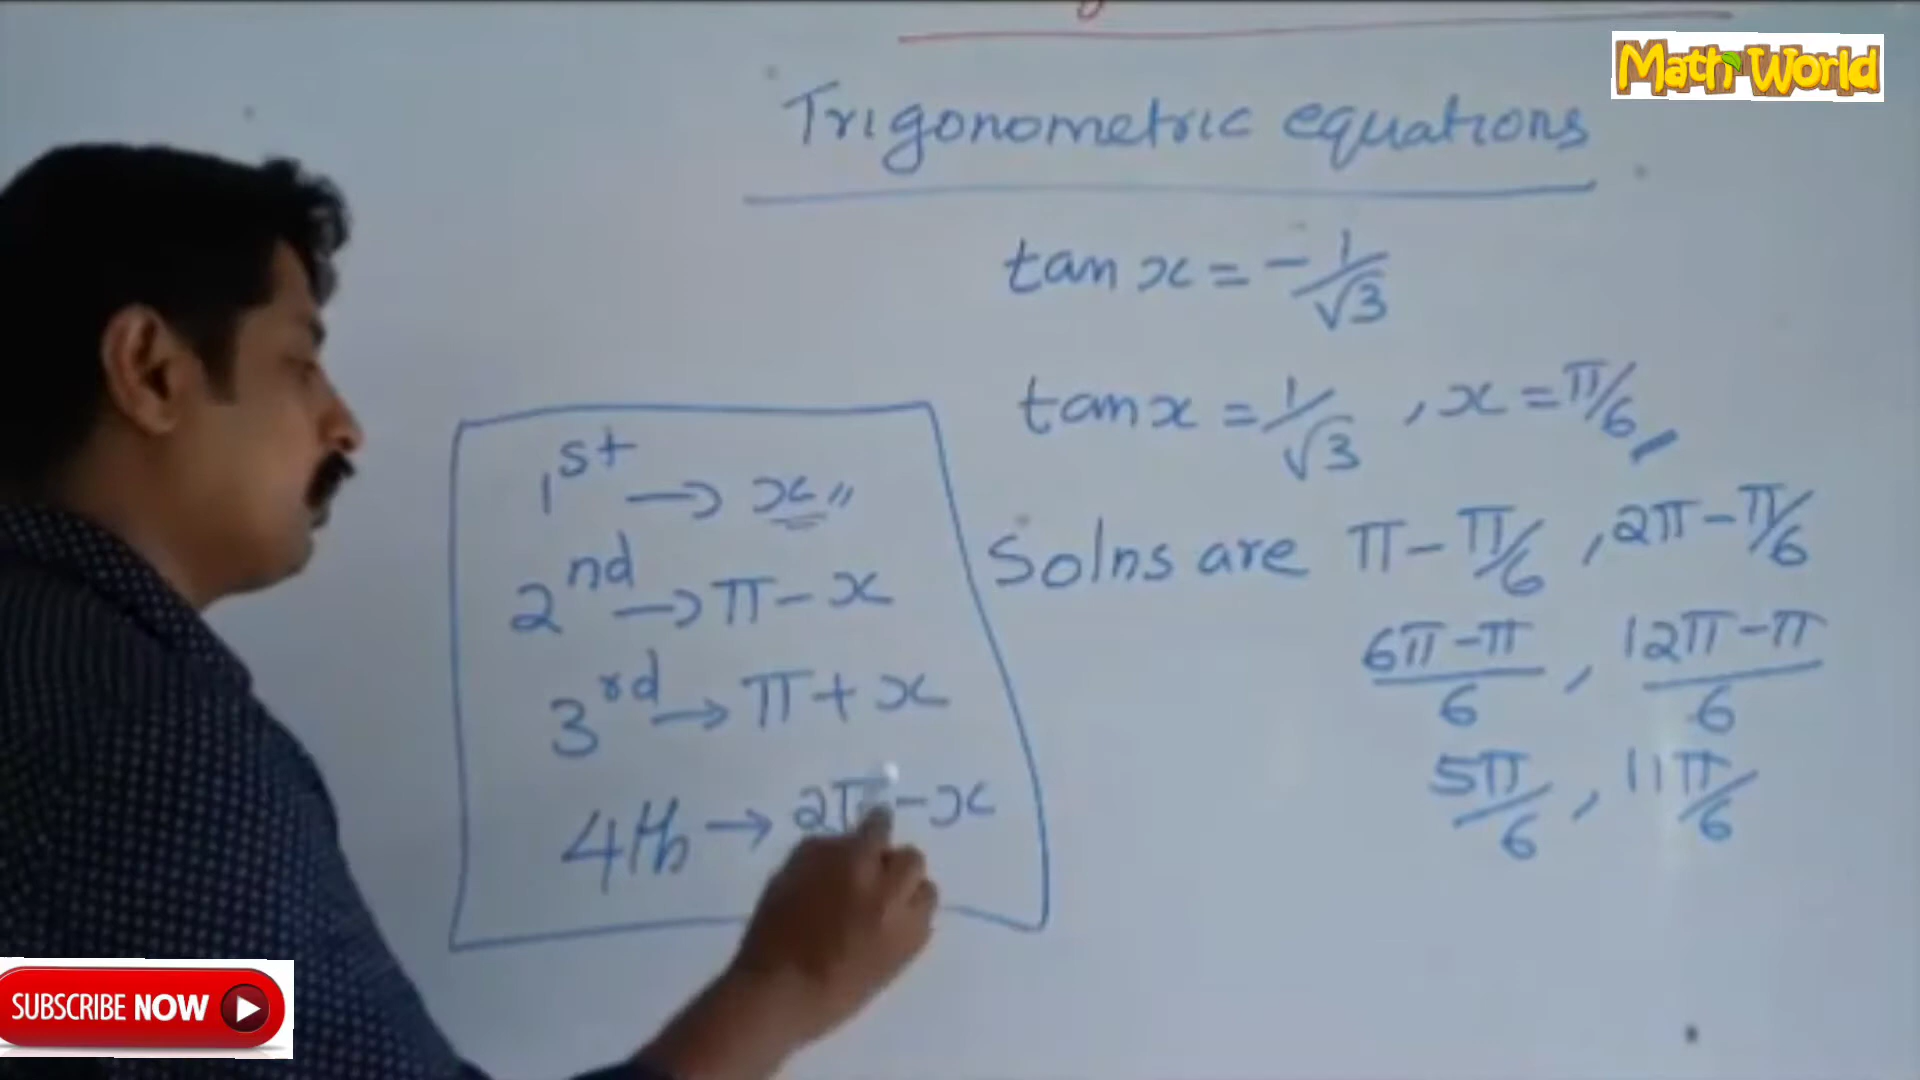 Math World
Trigonometric equations
tan x = -1/√3
tan x = 1/√3 , x = π/6
1st → x
2nd → π - x
3rd → π + x
4th → 2π - x
Solns are π - π/6 , 2π - π/6
6π - π/6 , 12π - π/6
5π/6 , 11π/6
SUBSCRIBE NOW